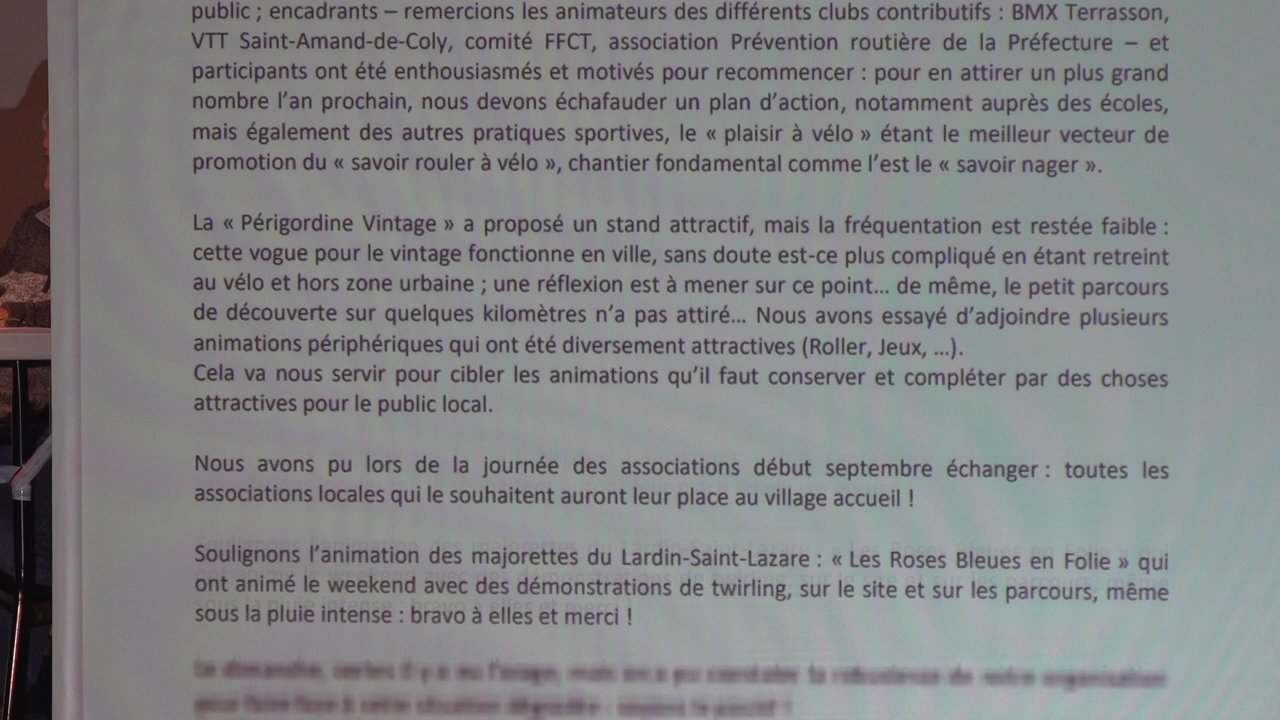 public ; encadrants – remercions les animateurs des différents clubs contributifs : BMX Terrasson,
VTT Saint-Amand-de-Coly, comité FFCT, association Prévention routière de la Préfecture – et
participants ont été enthousiasmés et motivés pour recommencer : pour en attirer un plus grand
nombre l’an prochain, nous devons échafauder un plan d’action, notamment auprès des écoles,
mais également des autres pratiques sportives, le « plaisir à vélo » étant le meilleur vecteur de
promotion du « savoir rouler à vélo », chantier fondamental comme l’est le « savoir nager ».
La « Périgordine Vintage » a proposé un stand attractif, mais la fréquentation est restée faible :
cette vogue pour le vintage fonctionne en ville, sans doute est-ce plus compliqué en étant retreint
au vélo et hors zone urbaine ; une réflexion est à mener sur ce point… de même, le petit parcours
de découverte sur quelques kilomètres n’a pas attiré… Nous avons essayé d’adjoindre plusieurs
animations périphériques qui ont été diversement attractives (Roller, Jeux, …).
Cela va nous servir pour cibler les animations qu’il faut conserver et compléter par des choses
attractives pour le public local.
Nous avons pu lors de la journée des associations début septembre échanger : toutes les
associations locales qui le souhaitent auront leur place au village accueil !
Soulignons l’animation des majorettes du Lardin-Saint-Lazare : « Les Roses Bleues en Folie » qui
ont animé le weekend avec des démonstrations de twirling, sur le site et sur les parcours, même
sous la pluie intense : bravo à elles et merci !